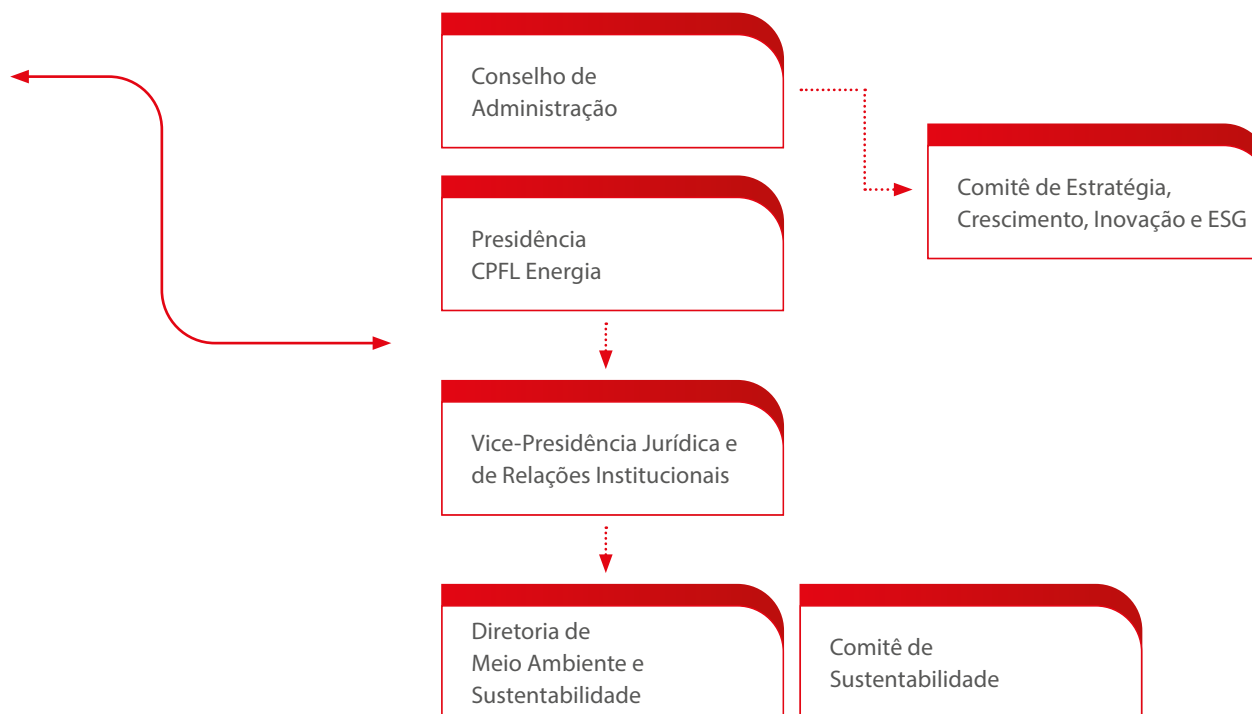 Conselho de
Administração
Comitê de Estratégia,
Crescimento, Inovação e ESG
Presidência
CPFL Energia
Vice-Presidência Jurídica e
de Relações Institucionais
Diretoria de
Meio Ambiente e
Sustentabilidade
Comitê de
Sustentabilidade